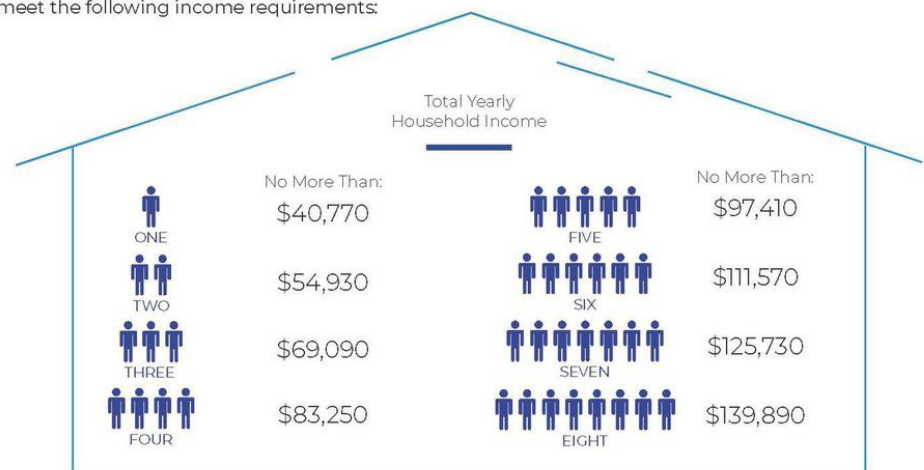 meet the following income requirements:
Total Yearly
Household Income
No More Than:
$40,770
ONE
$54,930
TWO
$69,090
THREE
$83,250
FOUR
No More Than:
$97,410
FIVE
$111,570
SIX
$125,730
SEVEN
$139,890
EIGHT